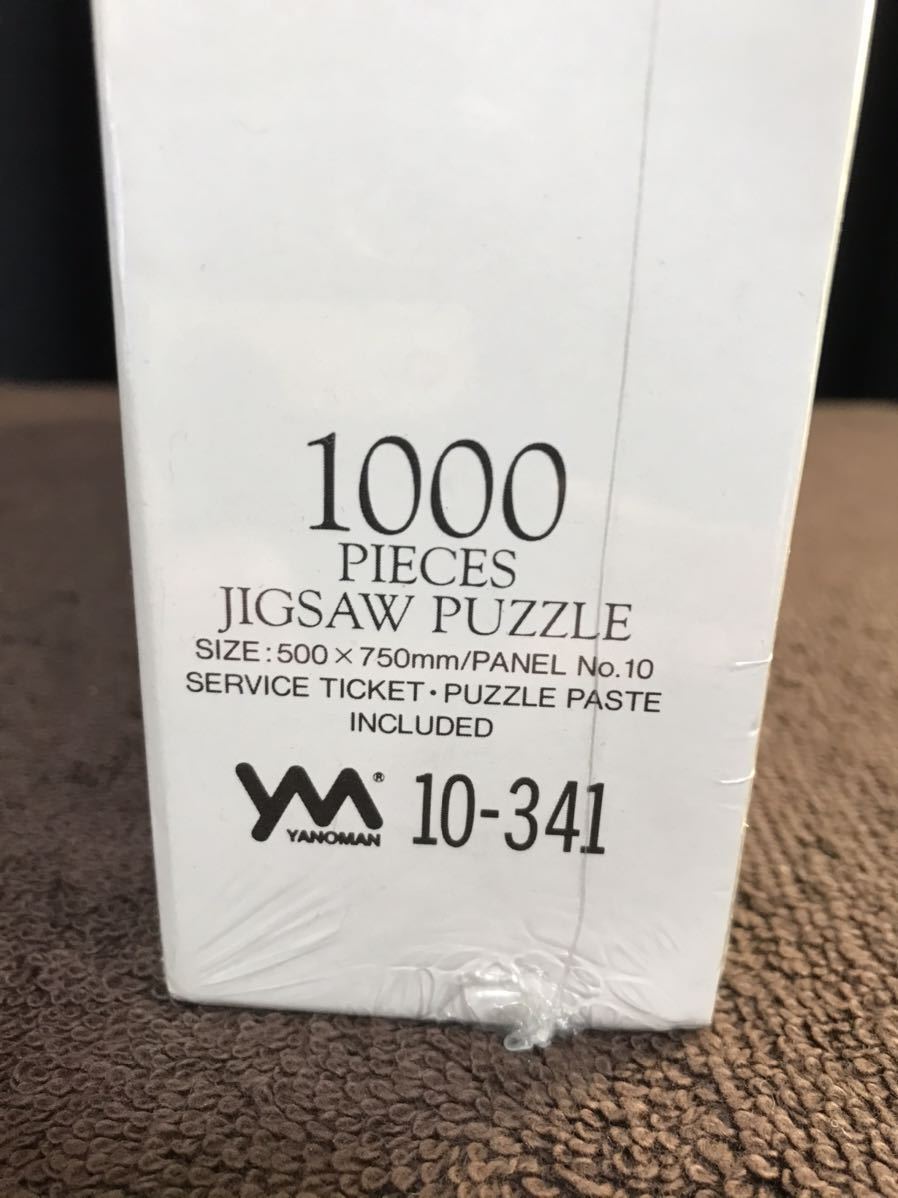 1000
PIECES
JIGSAW PUZZLE
SIZE:500×750mm/PANEL No.10
SERVICE TICKET・PUZZLE PASTE
INCLUDED
YM® YANOMAN 10-341